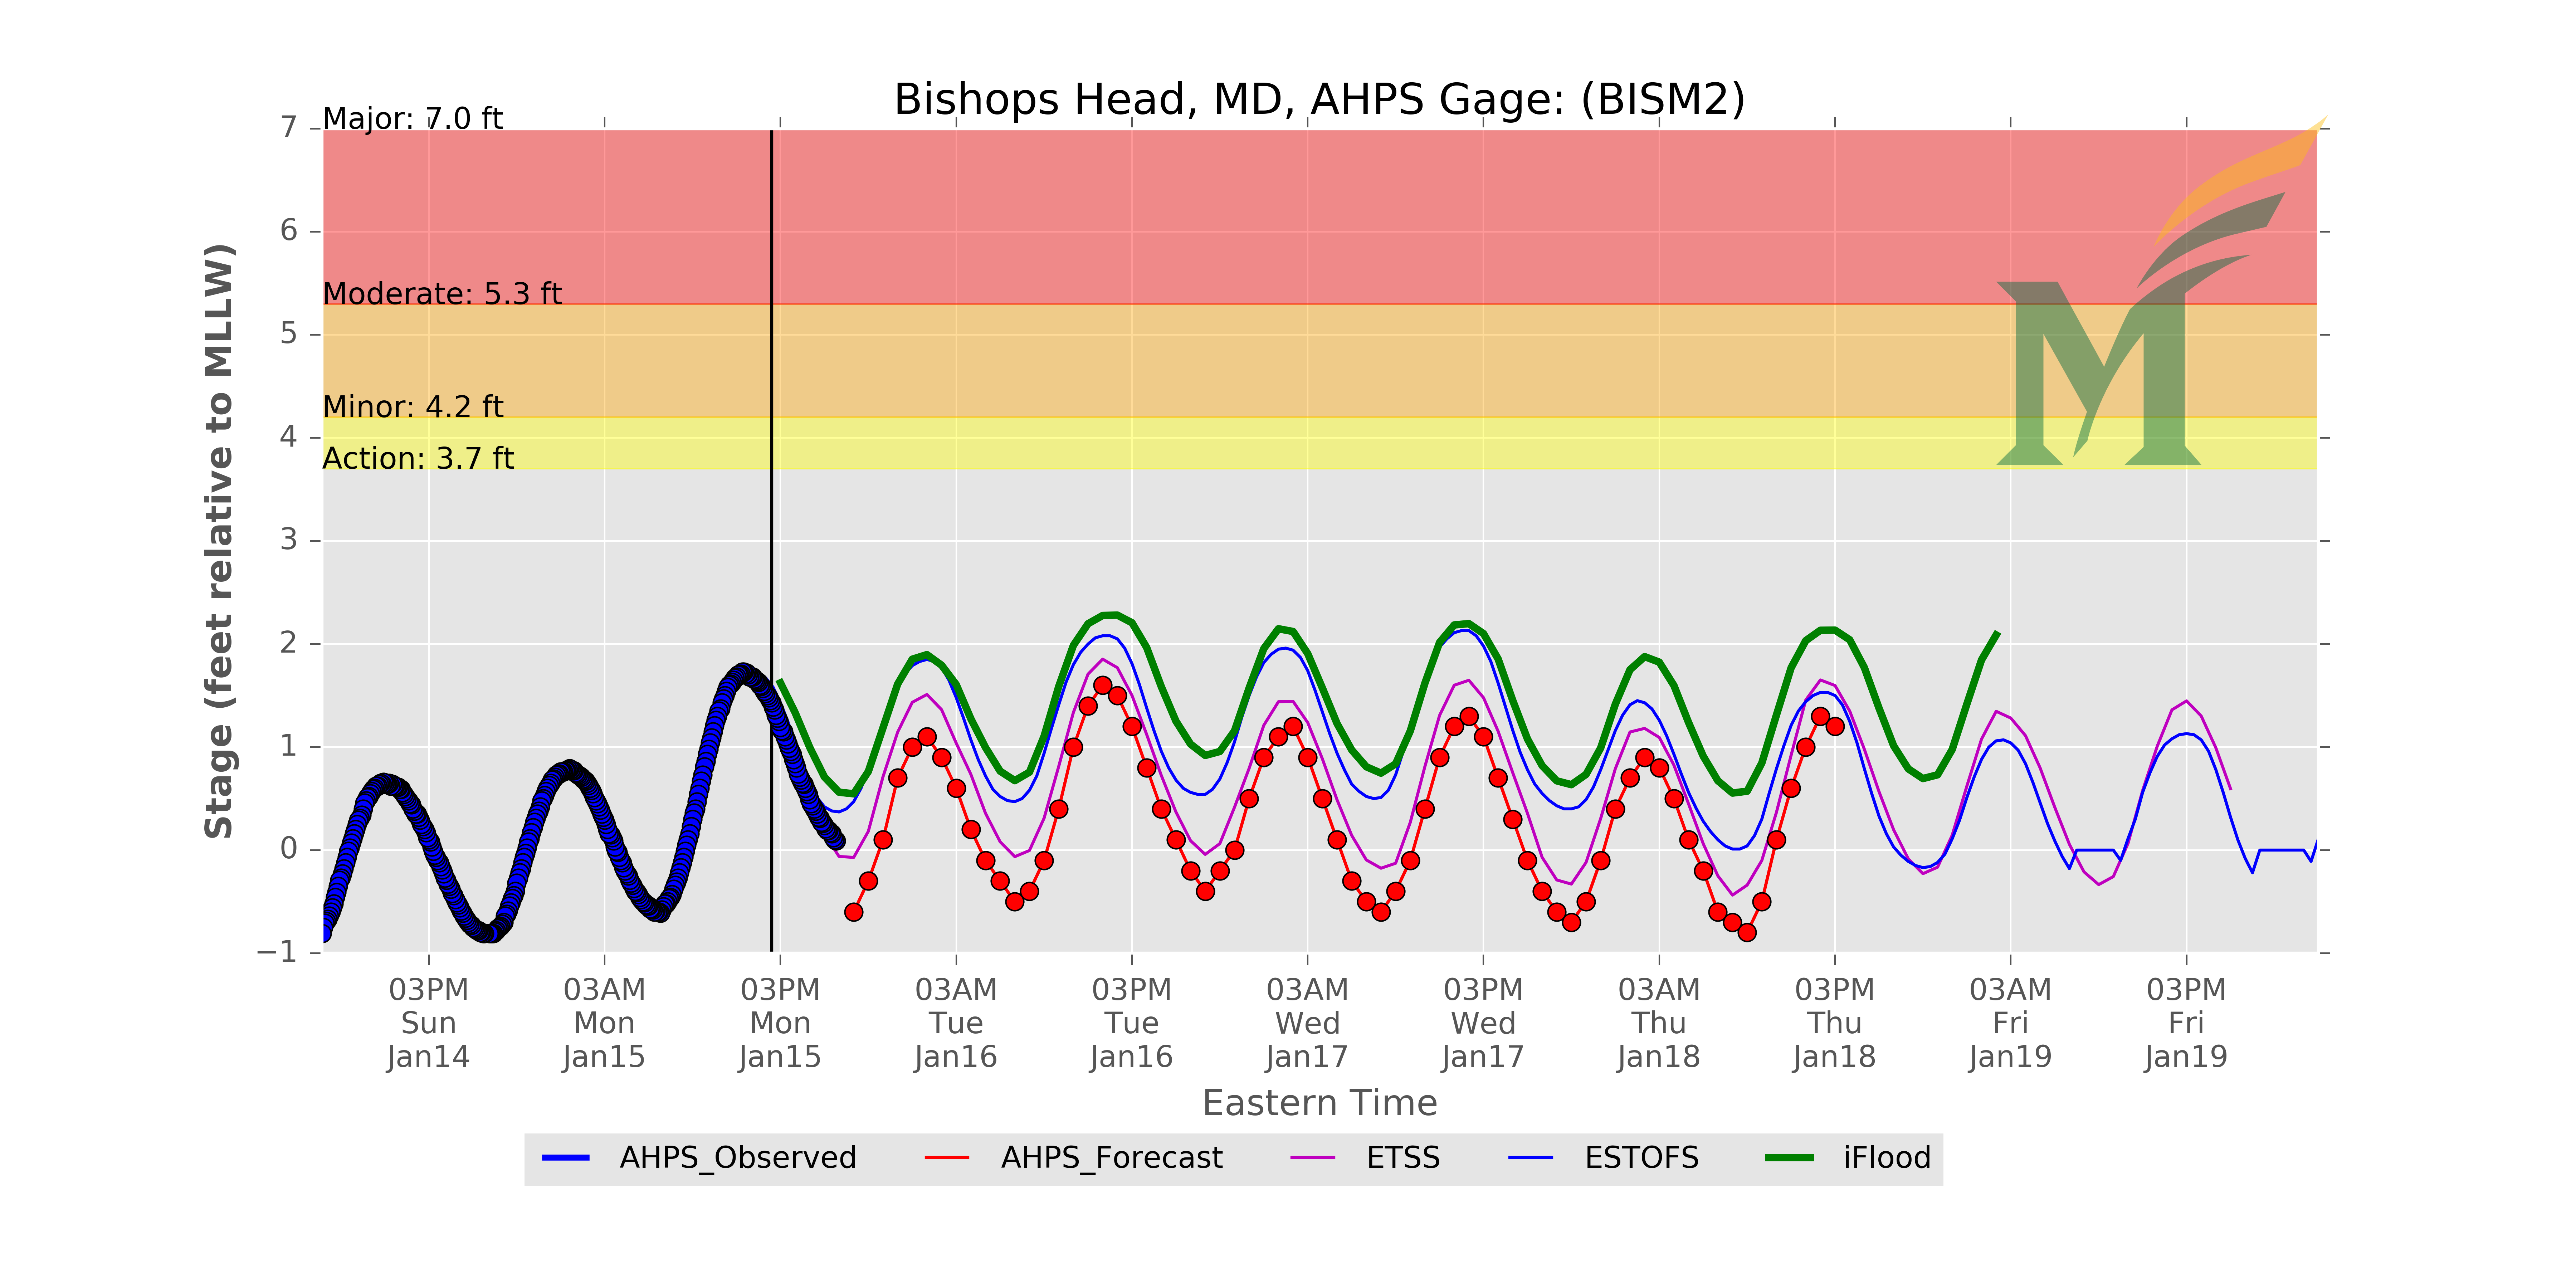 Bishops Head, MD, AHPS Gage: (BISM2)
Major: 7.0 ft
Moderate: 5.3 ft
Minor: 4.2 ft
Action: 3.7 ft
7
6
5
4
3
2
1
0
−1
Stage (feet relative to MLLW)
03PM
Sun
Jan14
03AM
Mon
Jan15
03PM
Mon
Jan15
03AM
Tue
Jan16
03PM
Tue
Jan16
03AM
Wed
Jan17
03PM
Wed
Jan17
03AM
Thu
Jan18
03PM
Thu
Jan18
03AM
Fri
Jan19
03PM
Fri
Jan19
Eastern Time
AHPS_Observed
AHPS_Forecast
ETSS
ESTOFS
iFlood
M